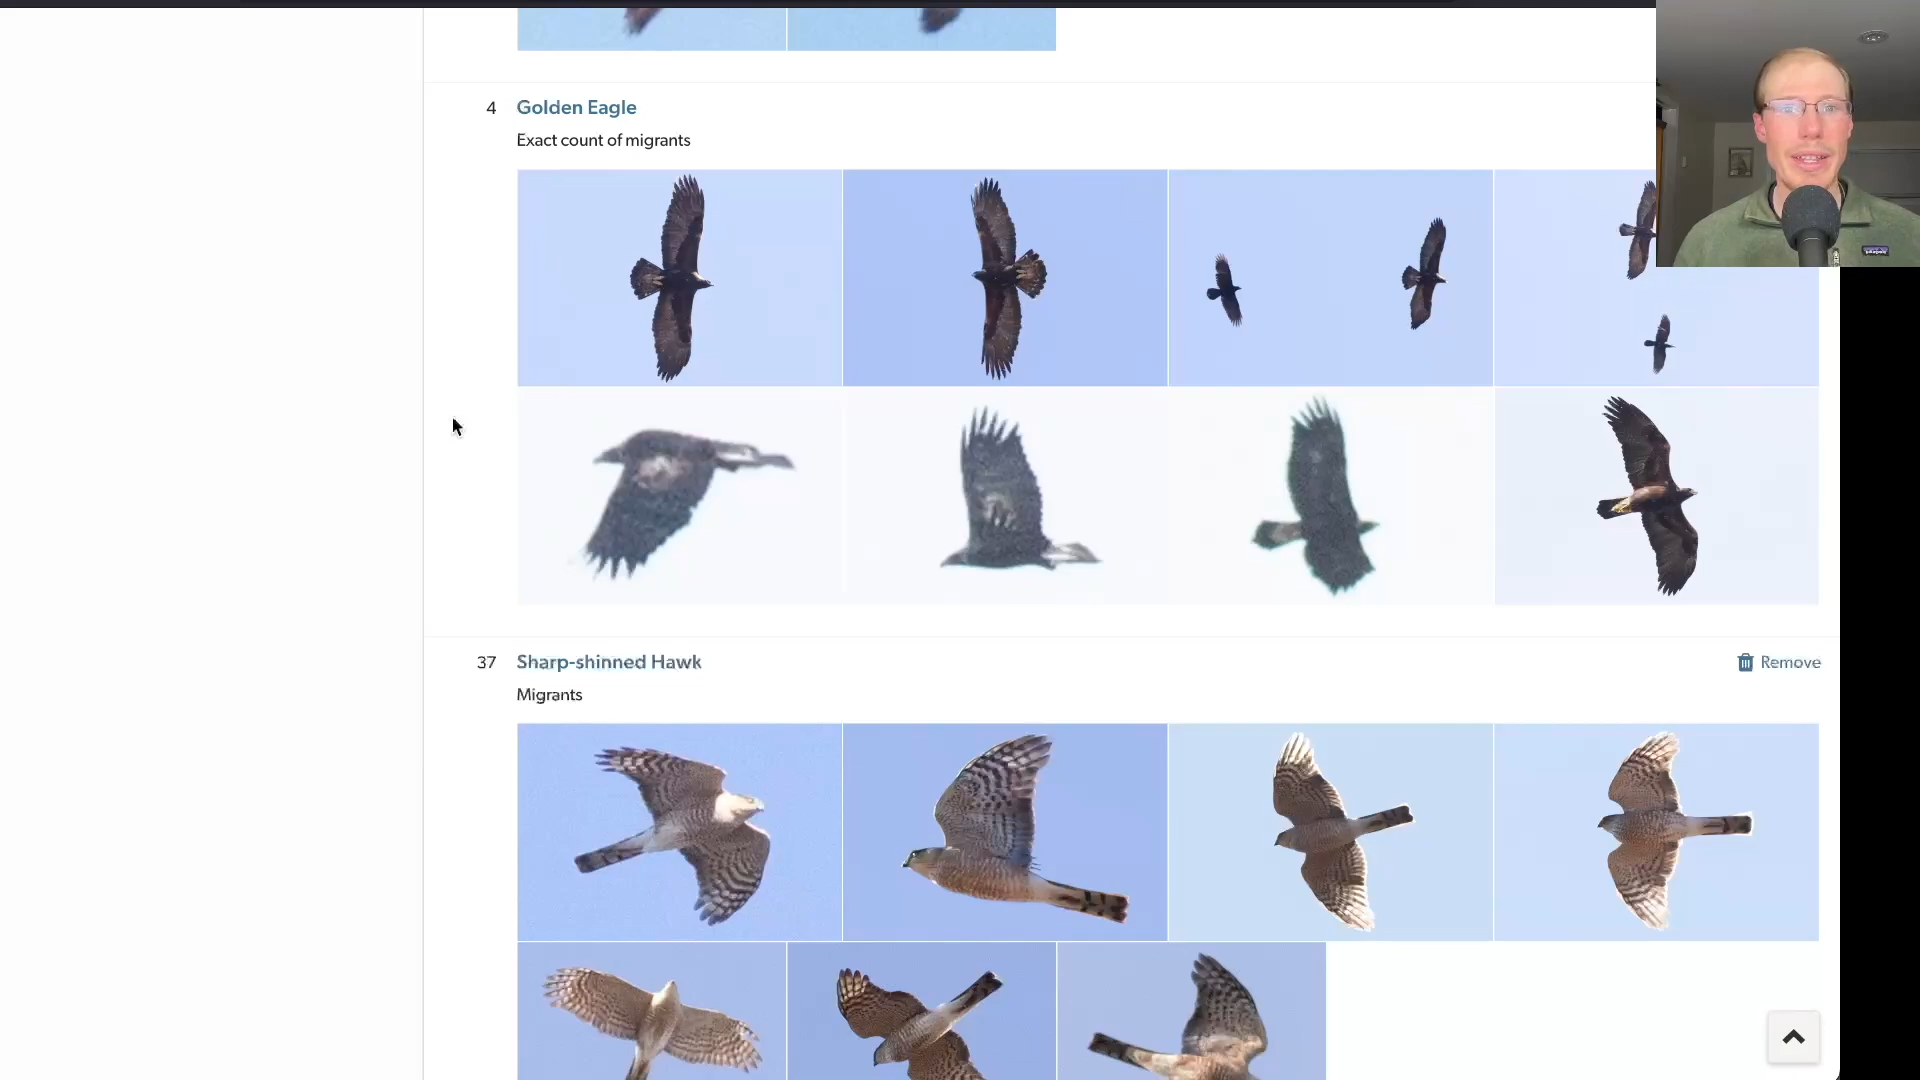 4 Golden Eagle
Exact count of migrants
37 Sharp-shinned Hawk
Remove
Migrants